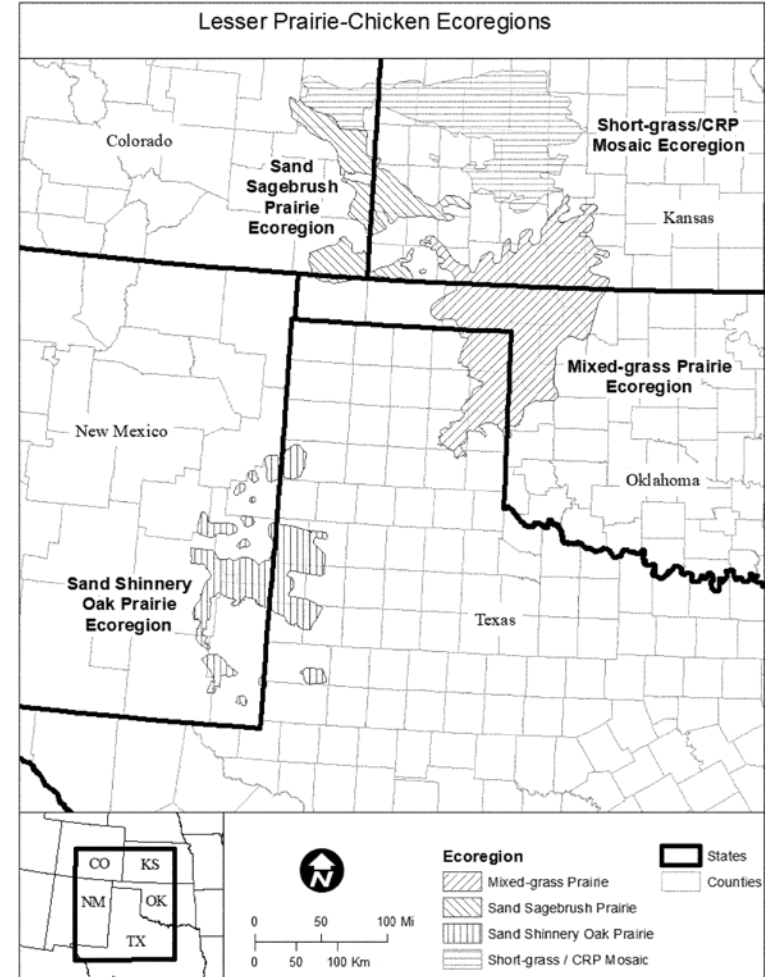 Lesser Prairie-Chicken Ecoregions
Colorado
Sand
Sagebrush
Prairie
Ecoregion
Short-grass/CRP
Mosaic Ecoregion
Kansas
Mixed-grass Prairie
Ecoregion
New Mexico
Oklahoma
Sand Shinnery
Oak Prairie
Ecoregion
Texas
CO
KS
NM
OK
TX
N
0 50 100 Mi
0 50 100 Km
Ecoregion
Mixed-grass Prairie
Sand Sagebrush Prairie
Sand Shinnery Oak Prairie
Short-grass / CRP Mosaic
States
Counties